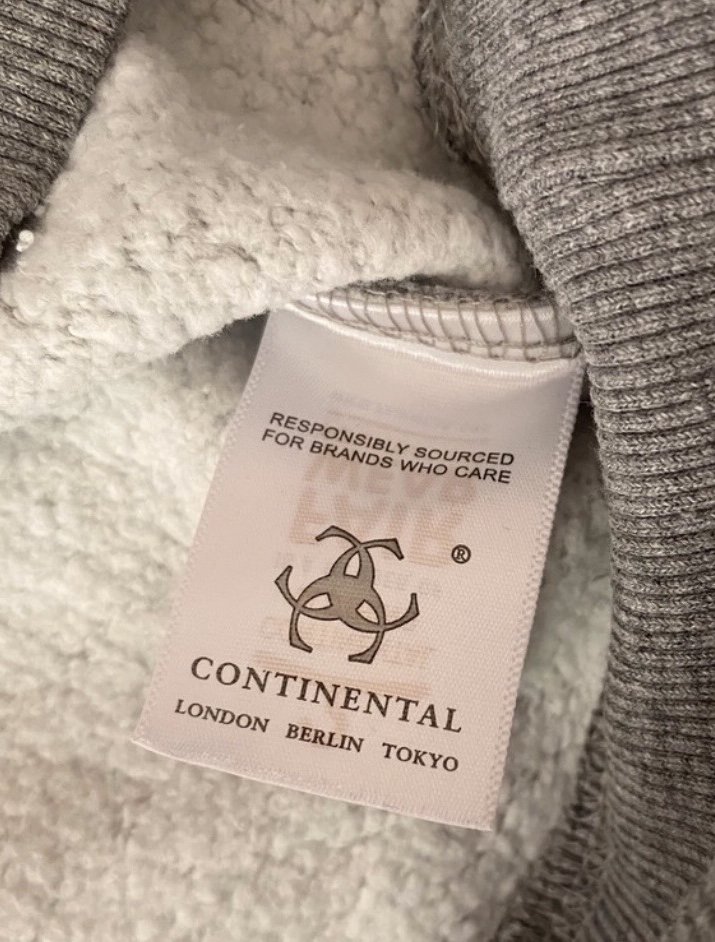 RESPONSIBLY SOURCED
FOR BRANDS WHO CARE
®
CONTINENTAL
LONDON BERLIN TOKYO